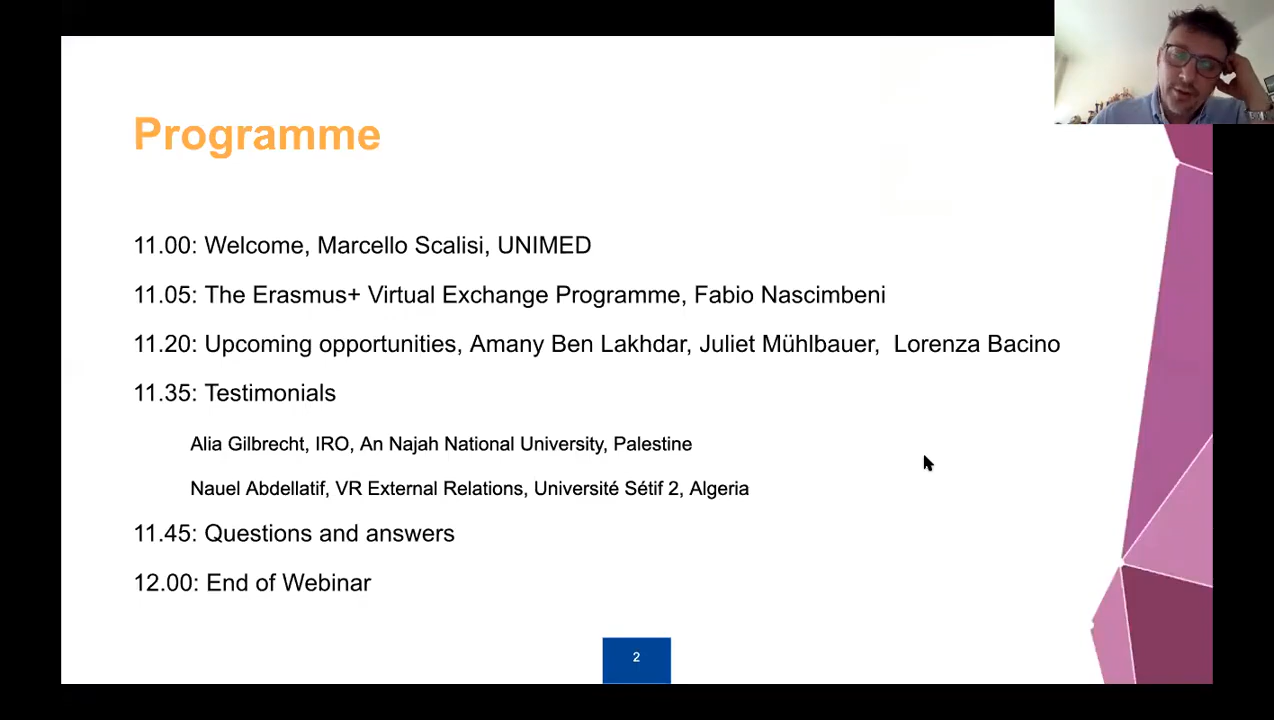 Programme
11.00: Welcome, Marcello Scalisi, UNIMED
11.05: The Erasmus+ Virtual Exchange Programme, Fabio Nascimbeni
11.20: Upcoming opportunities, Amany Ben Lakhdar, Juliet Mühlbauer,  Lorenza Bacino
11.35: Testimonials
Alia Gilbrecht, IRO, An Najah National University, Palestine
Nauel Abdellatif, VR External Relations, Université Sétif 2, Algeria
11.45: Questions and answers
12.00: End of Webinar
2